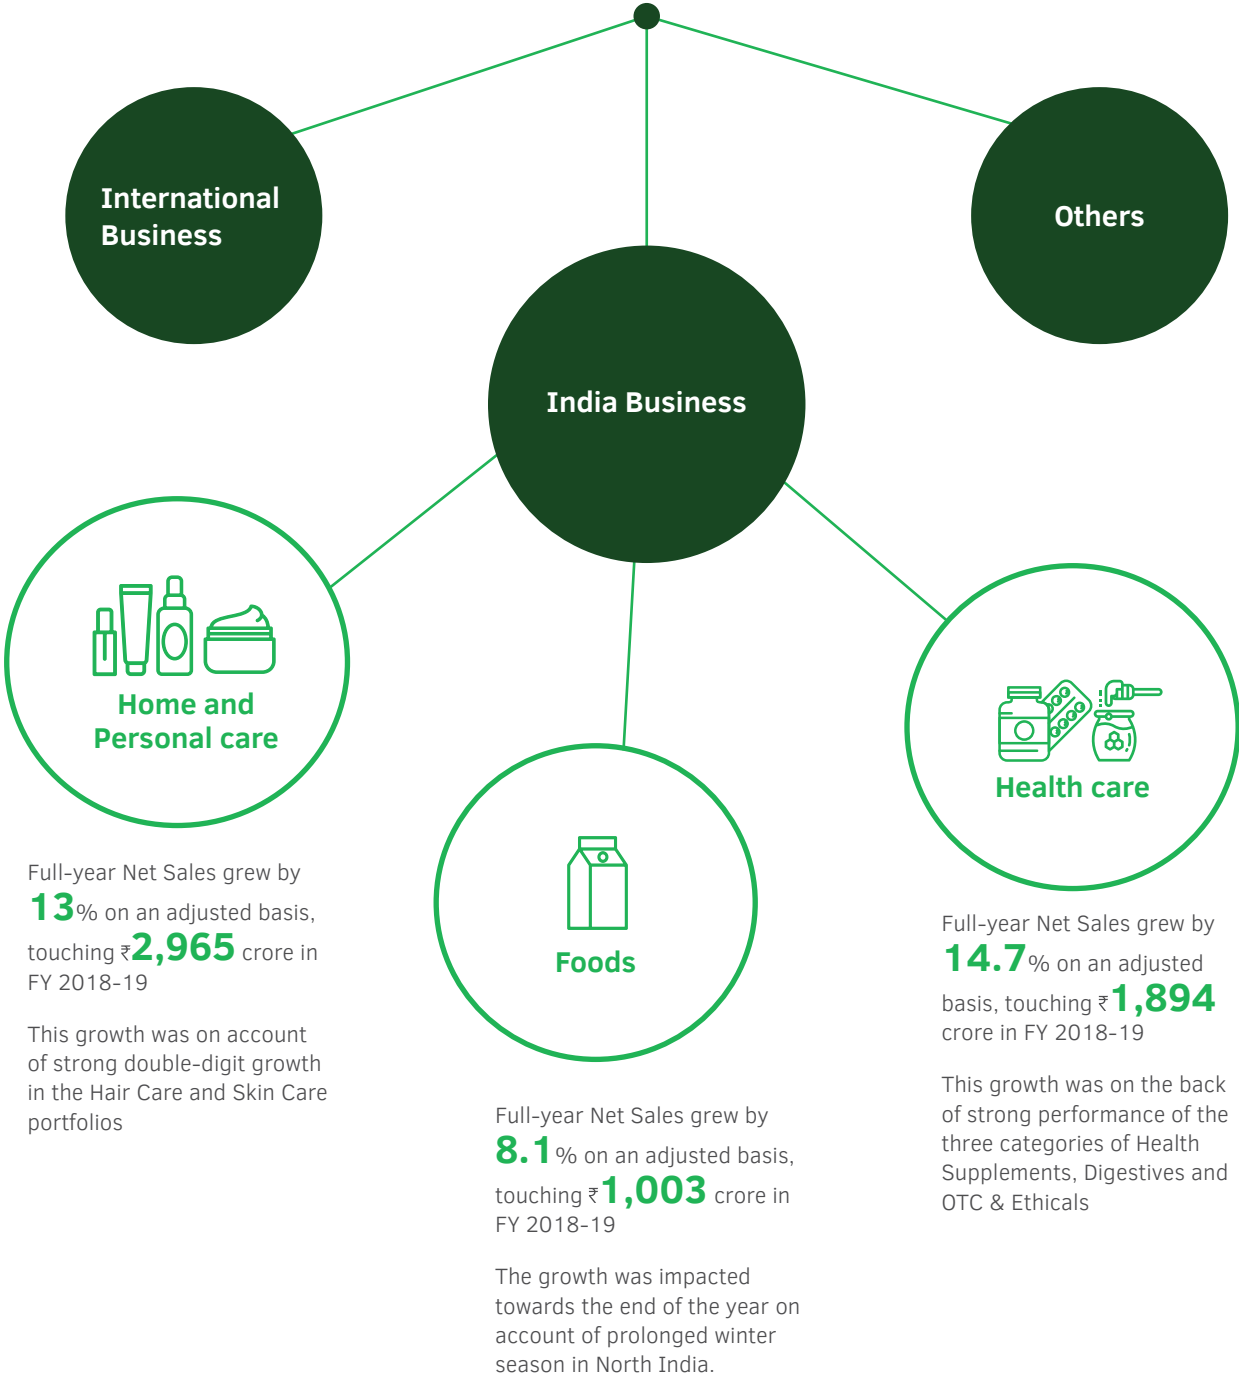 International
Business
Others
India Business
Home and
Personal care
Full-year Net Sales grew by
13% on an adjusted basis,
touching ₹2,965 crore in
FY 2018-19
This growth was on account
of strong double-digit growth
in the Hair Care and Skin Care
portfolios
Foods
Full-year Net Sales grew by
8.1% on an adjusted basis,
touching ₹1,003 crore in
FY 2018-19
The growth was impacted
towards the end of the year on
account of prolonged winter
season in North India.
Health care
Full-year Net Sales grew by
14.7% on an adjusted
basis, touching ₹1,894
crore in FY 2018-19
This growth was on the back
of strong performance of the
three categories of Health
Supplements, Digestives and
OTC & Ethicals